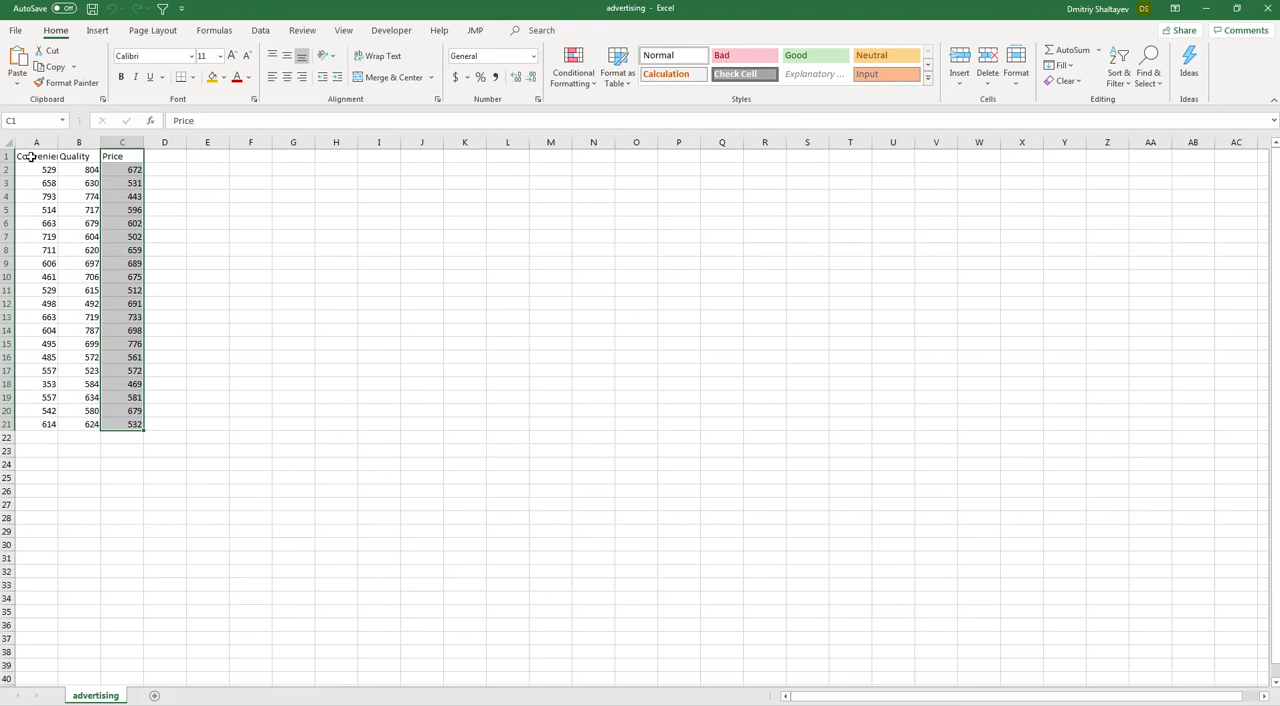 AutoSave Off advertising - Excel Dmitriy Shaltayev DS
File Home Insert Page Layout Formulas Data Review View Developer Help JMP Search Share Comments
Paste Cut Copy Format Painter Clipboard
Calibri 11 A A B I U A Font
Wrap Text Merge & Center Alignment
General $ % , Number
Conditional Formatting Format as Table
Normal Bad Good Neutral
Calculation Check Cell Explanatory ... Input
Styles
Insert Delete Format Cells
AutoSum Fill Clear Sort & Filter Find & Select Editing
Ideas Ideas
C1 fx Price
A B C D E F G H I J K L M N O P Q R S T U V W X Y Z AA AB AC
1 Quality Price
2 529 804 672
3 658 630 531
4 793 774 443
5 514 717 596
6 663 679 602
7 719 604 502
8 711 620 659
9 606 697 689
10 461 706 675
11 529 615 512
12 498 492 691
13 663 719 733
14 604 787 698
15 495 699 776
16 485 572 561
17 557 523 572
18 353 584 469
19 557 634 581
20 542 580 679
21 614 624 532
22
23
24
25
26
27
28
29
30
31
32
33
34
35
36
37
38
39
40
advertising